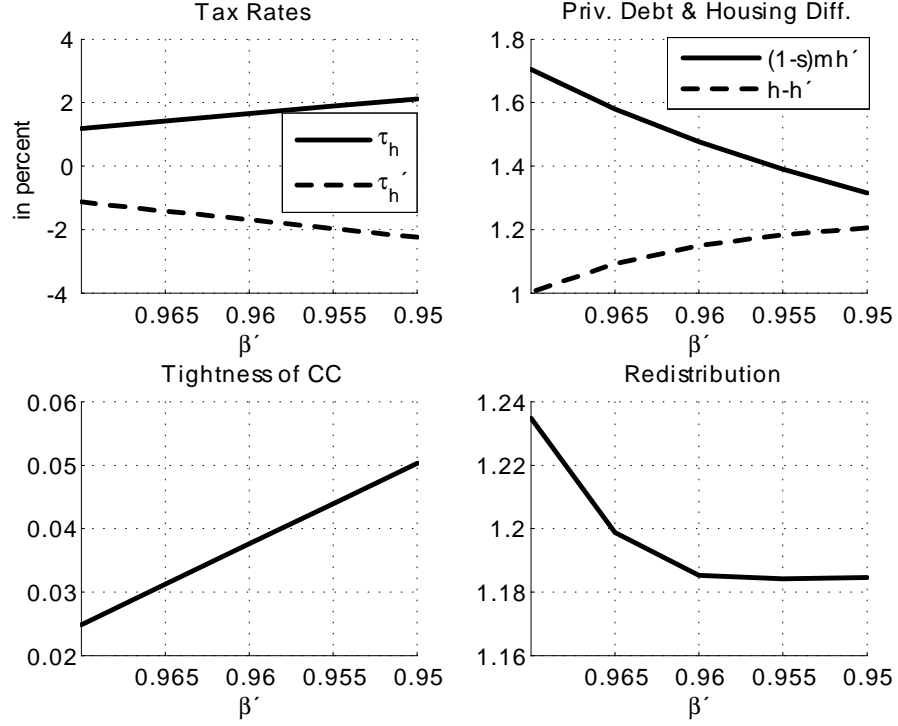 Tax Rates
in percent
4
2
0
-2
-4
τh
τh´
0.965 0.96 0.955 0.95
β´
Priv. Debt & Housing Diff.
1.8
1.6
1.4
1.2
1
(1-s)mh´
h-h´
0.965 0.96 0.955 0.95
Tightness of CC
0.06
0.05
0.04
0.03
0.02
0.965 0.96 0.955 0.95
β´
Redistribution
1.24
1.22
1.2
1.18
1.16
0.965 0.96 0.955 0.95
β´